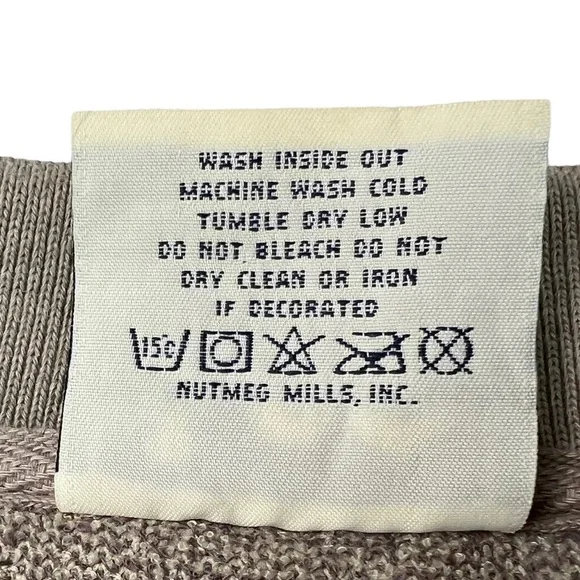 WASH INSIDE OUT
MACHINE WASH COLD
TUMBLE DRY LOW
DO NOT BLEACH DO NOT
DRY CLEAN OR IRON
IF DECORATED
15°c
NUTMEG MILLS, INC.